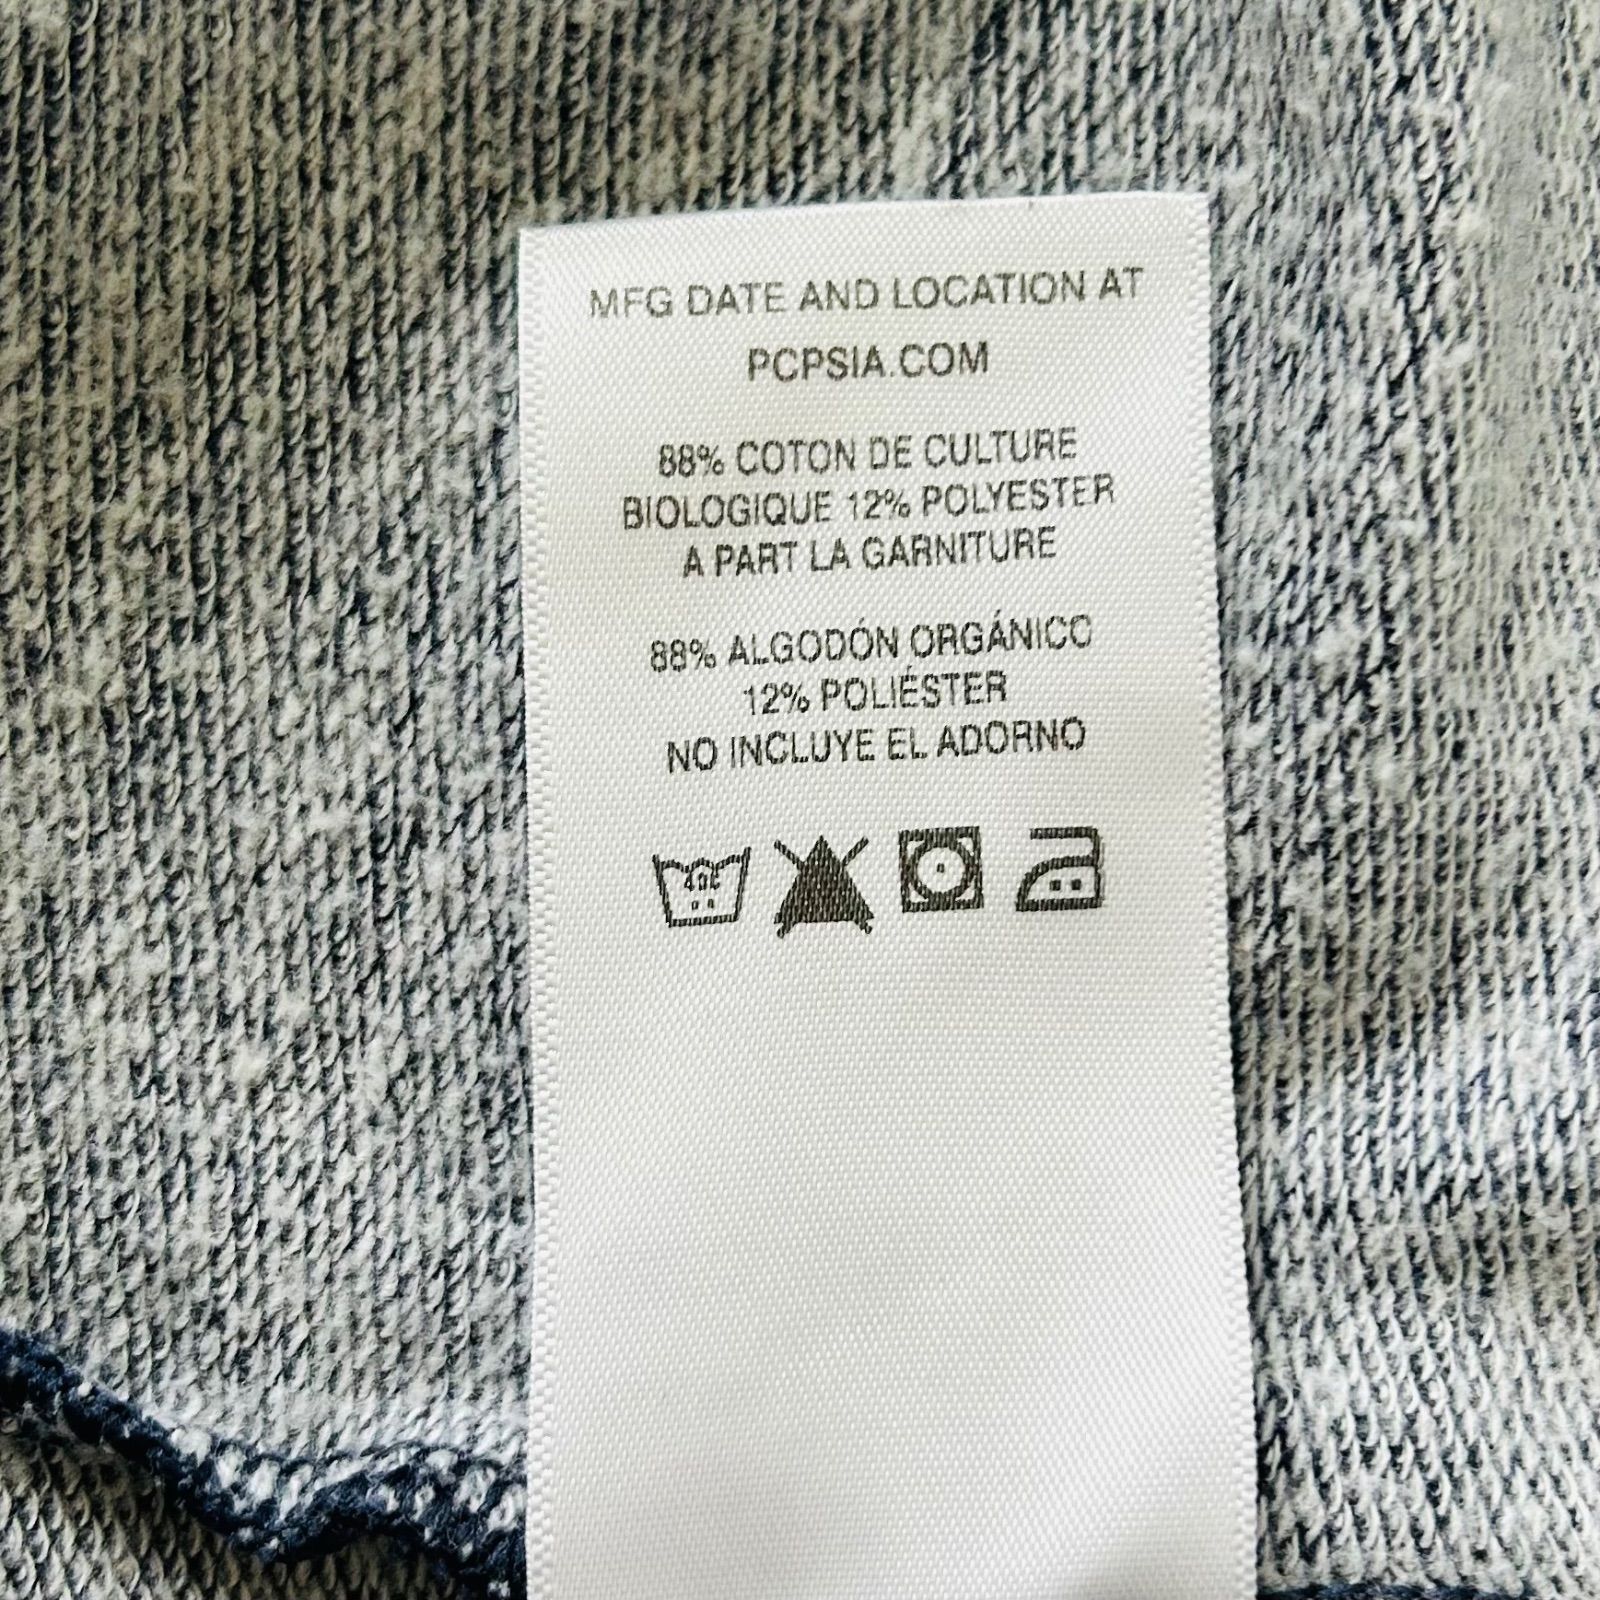 MFG DATE AND LOCATION AT
PCPSIA.COM
88% COTON DE CULTURE
BIOLOGIQUE 12% POLYESTER
A PART LA GARNITURE
88% ALGODÓN ORGÁNICO
12% POLIÉSTER
NO INCLUYE EL ADORNO
40C